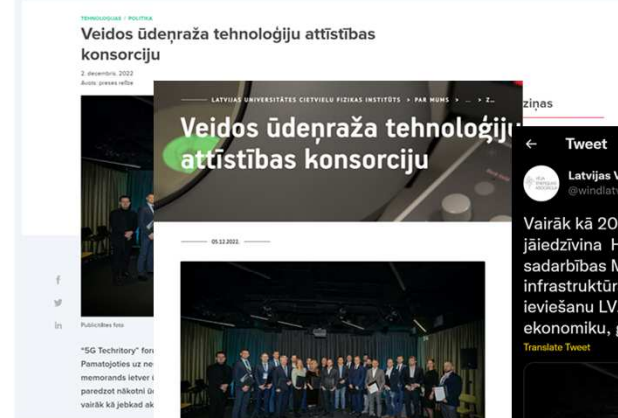 TEHNOLOĢIJAS / POLITIKA
Veidos ūdeņraža tehnoloģiju attīstības
konsorciju
2. decembris, 2022
Avots: preses relīze
LATVIJAS UNIVERSITĀTES CIETVIELU FIZIKAS INSTITŪTS > PAR MUMS > ... > Z...
Veidos ūdeņraža tehnoloģiju
attīstības konsorciju
05.12.2022.
Publicitātes foto
"5G Techritory" for
Pamatojoties uz ne
memorands ietver i
paredzot nākotni ūd
vairāk kā jebkad ak
ziņas
← Tweet
Latvijas V
@windlatv
Vairāk kā 20
jāiedzīvina H
sadarbības M
infrastruktūr
ieviešanu LV
ekonomiku, g
Translate Tweet